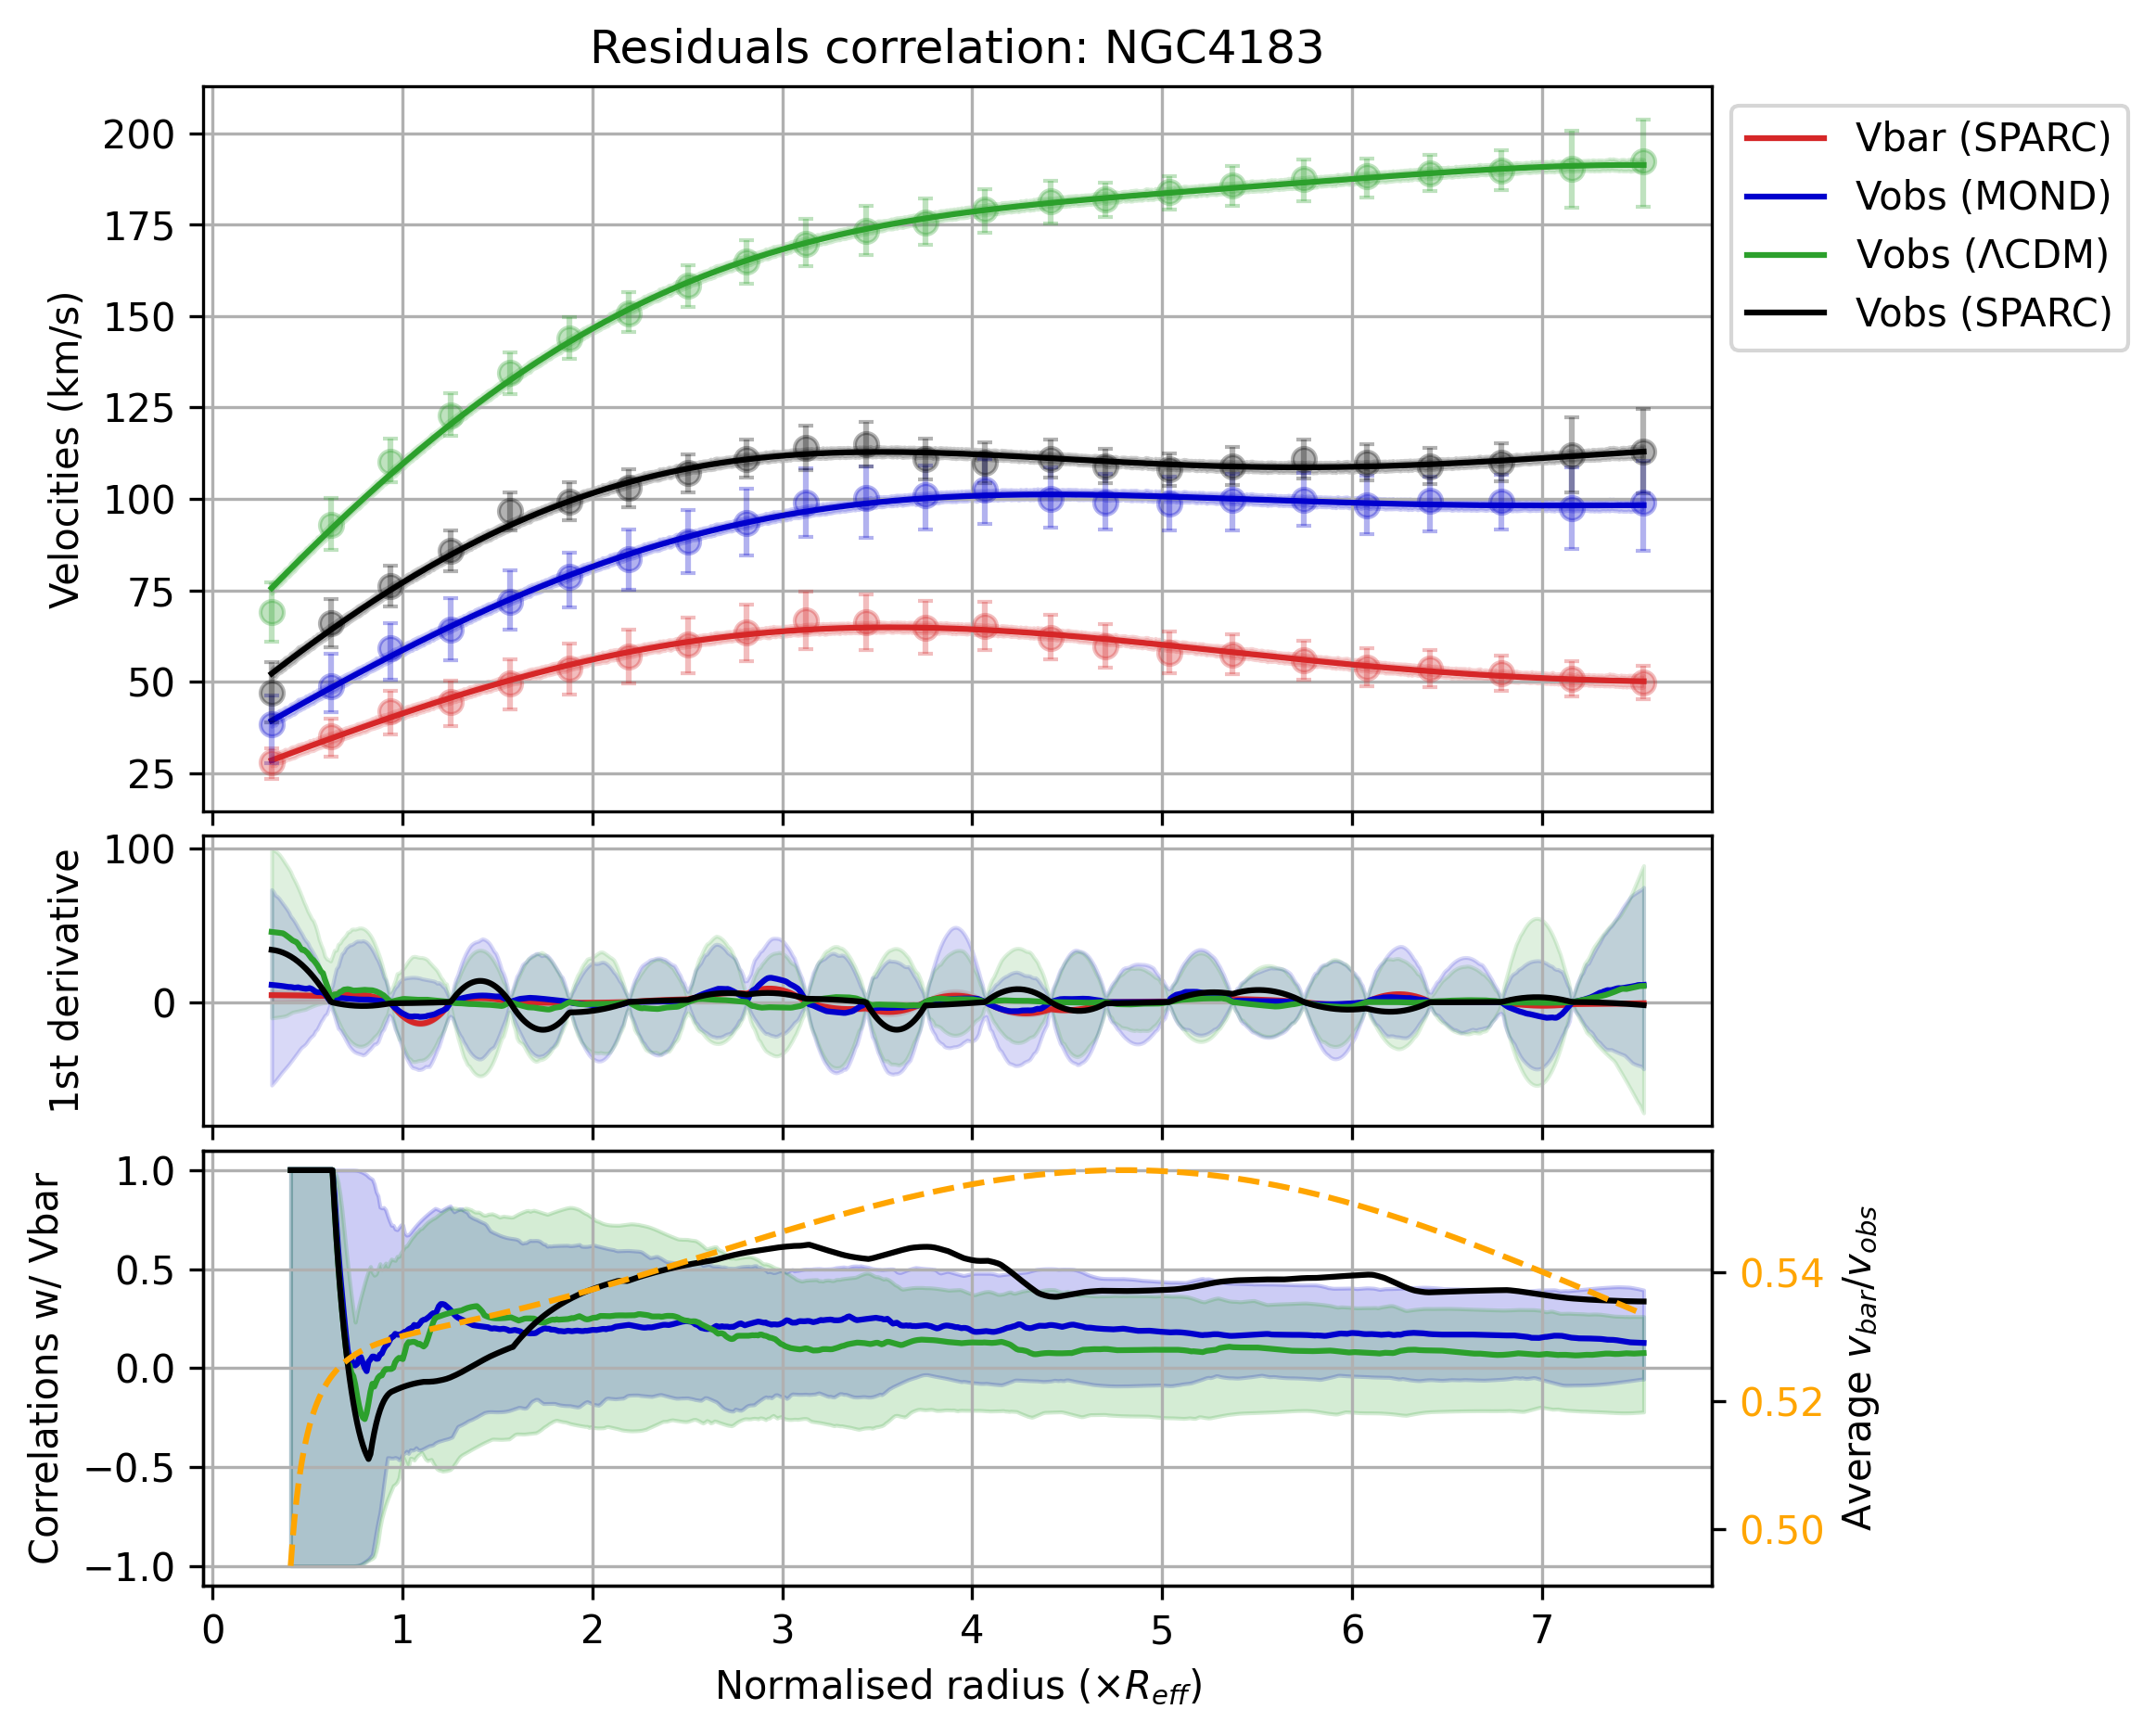 Residuals correlation: NGC4183
200
175
150
125
100
75
50
25
Velocities (km/s)
Vbar (SPARC)
Vobs (MOND)
Vobs (ΛCDM)
Vobs (SPARC)
100
0
1st derivative
1.0
0.5
0.0
−0.5
−1.0
Correlations w/ Vbar
0.54
0.52
0.50
Average v_bar/v_obs
0 1 2 3 4 5 6 7
Normalised radius (×R_eff)